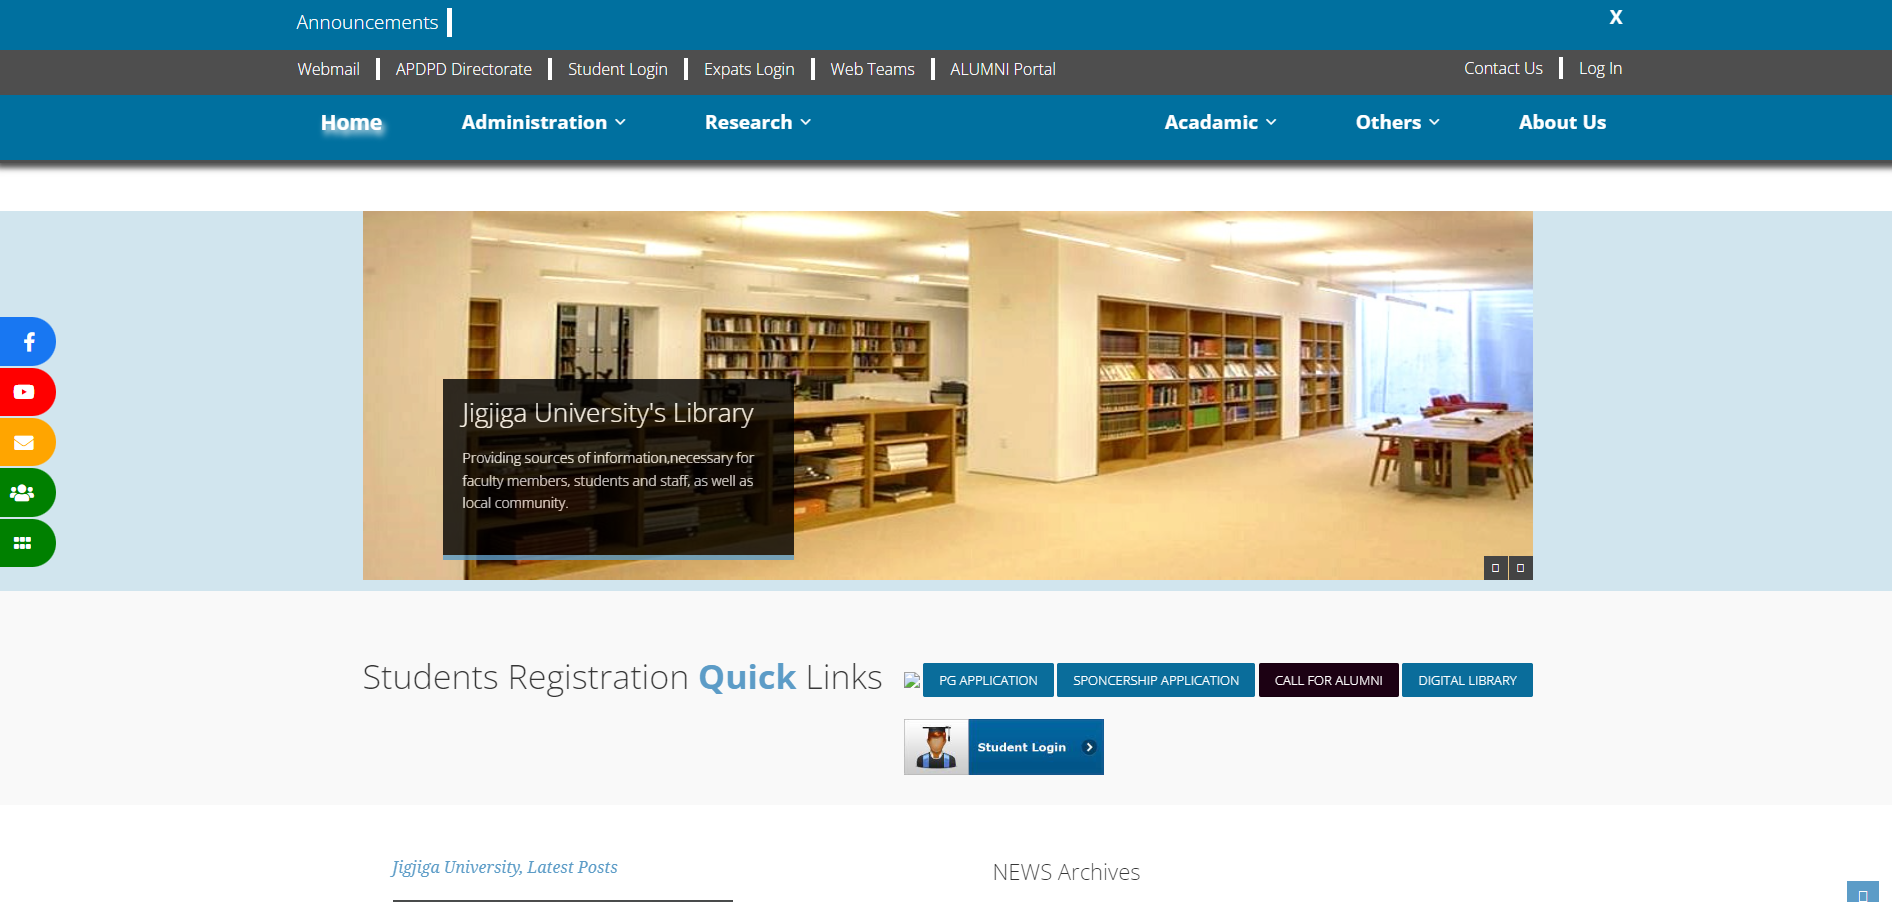 Announcements
X
Webmail
APDPD Directorate
Student Login
Expats Login
Web Teams
ALUMNI Portal
Contact Us
Log In
Home
Administration
Research
Acadamic
Others
About Us
Jigjiga University's Library
Providing sources of information,necessary for
faculty members, students and staff, as well as
local community.
Students Registration Quick Links
PG APPLICATION
SPONCERSHIP APPLICATION
CALL FOR ALUMNI
DIGITAL LIBRARY
Student Login
Jigjiga University, Latest Posts
NEWS Archives